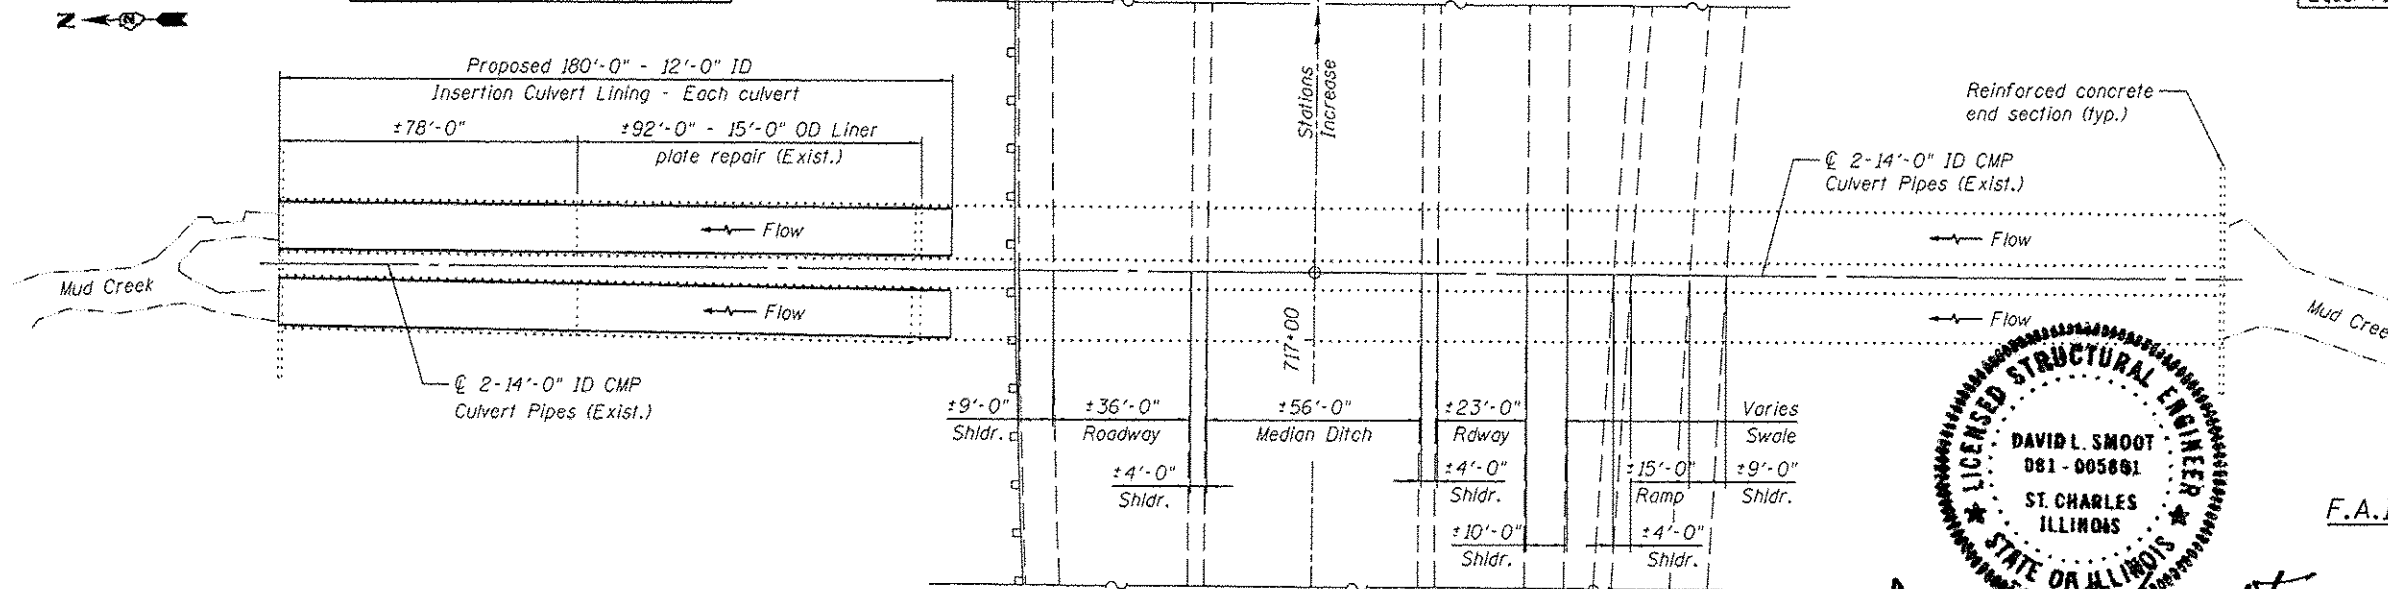 N
Proposed 180'-0" - 12'-0" ID
Insertion Culvert Lining - Each culvert
±78'-0"
±92'-0" - 15'-0" OD Liner
plate repair (Exist.)
Flow
Flow
Mud Creek
℄ 2-14'-0" ID CMP
Culvert Pipes (Exist.)
Stations
Increase
717+00
±9'-0"
Shldr.
±36'-0"
Roadway
±4'-0"
Shldr.
±56'-0"
Median Ditch
±23'-0"
Rdway
±4'-0"
Shldr.
±10'-0"
Shldr.
Varies
Swale
±15'-0"
Ramp
±9'-0"
Shldr.
±4'-0"
Shldr.
Reinforced concrete
end section (typ.)
℄ 2-14'-0" ID CMP
Culvert Pipes (Exist.)
Flow
Flow
Mud Cree
LICENSED STRUCTURAL ENGINEER
DAVID L. SMOOT
ST. CHARLES
ILLINOIS
STATE OF ILLINOIS
F.A.